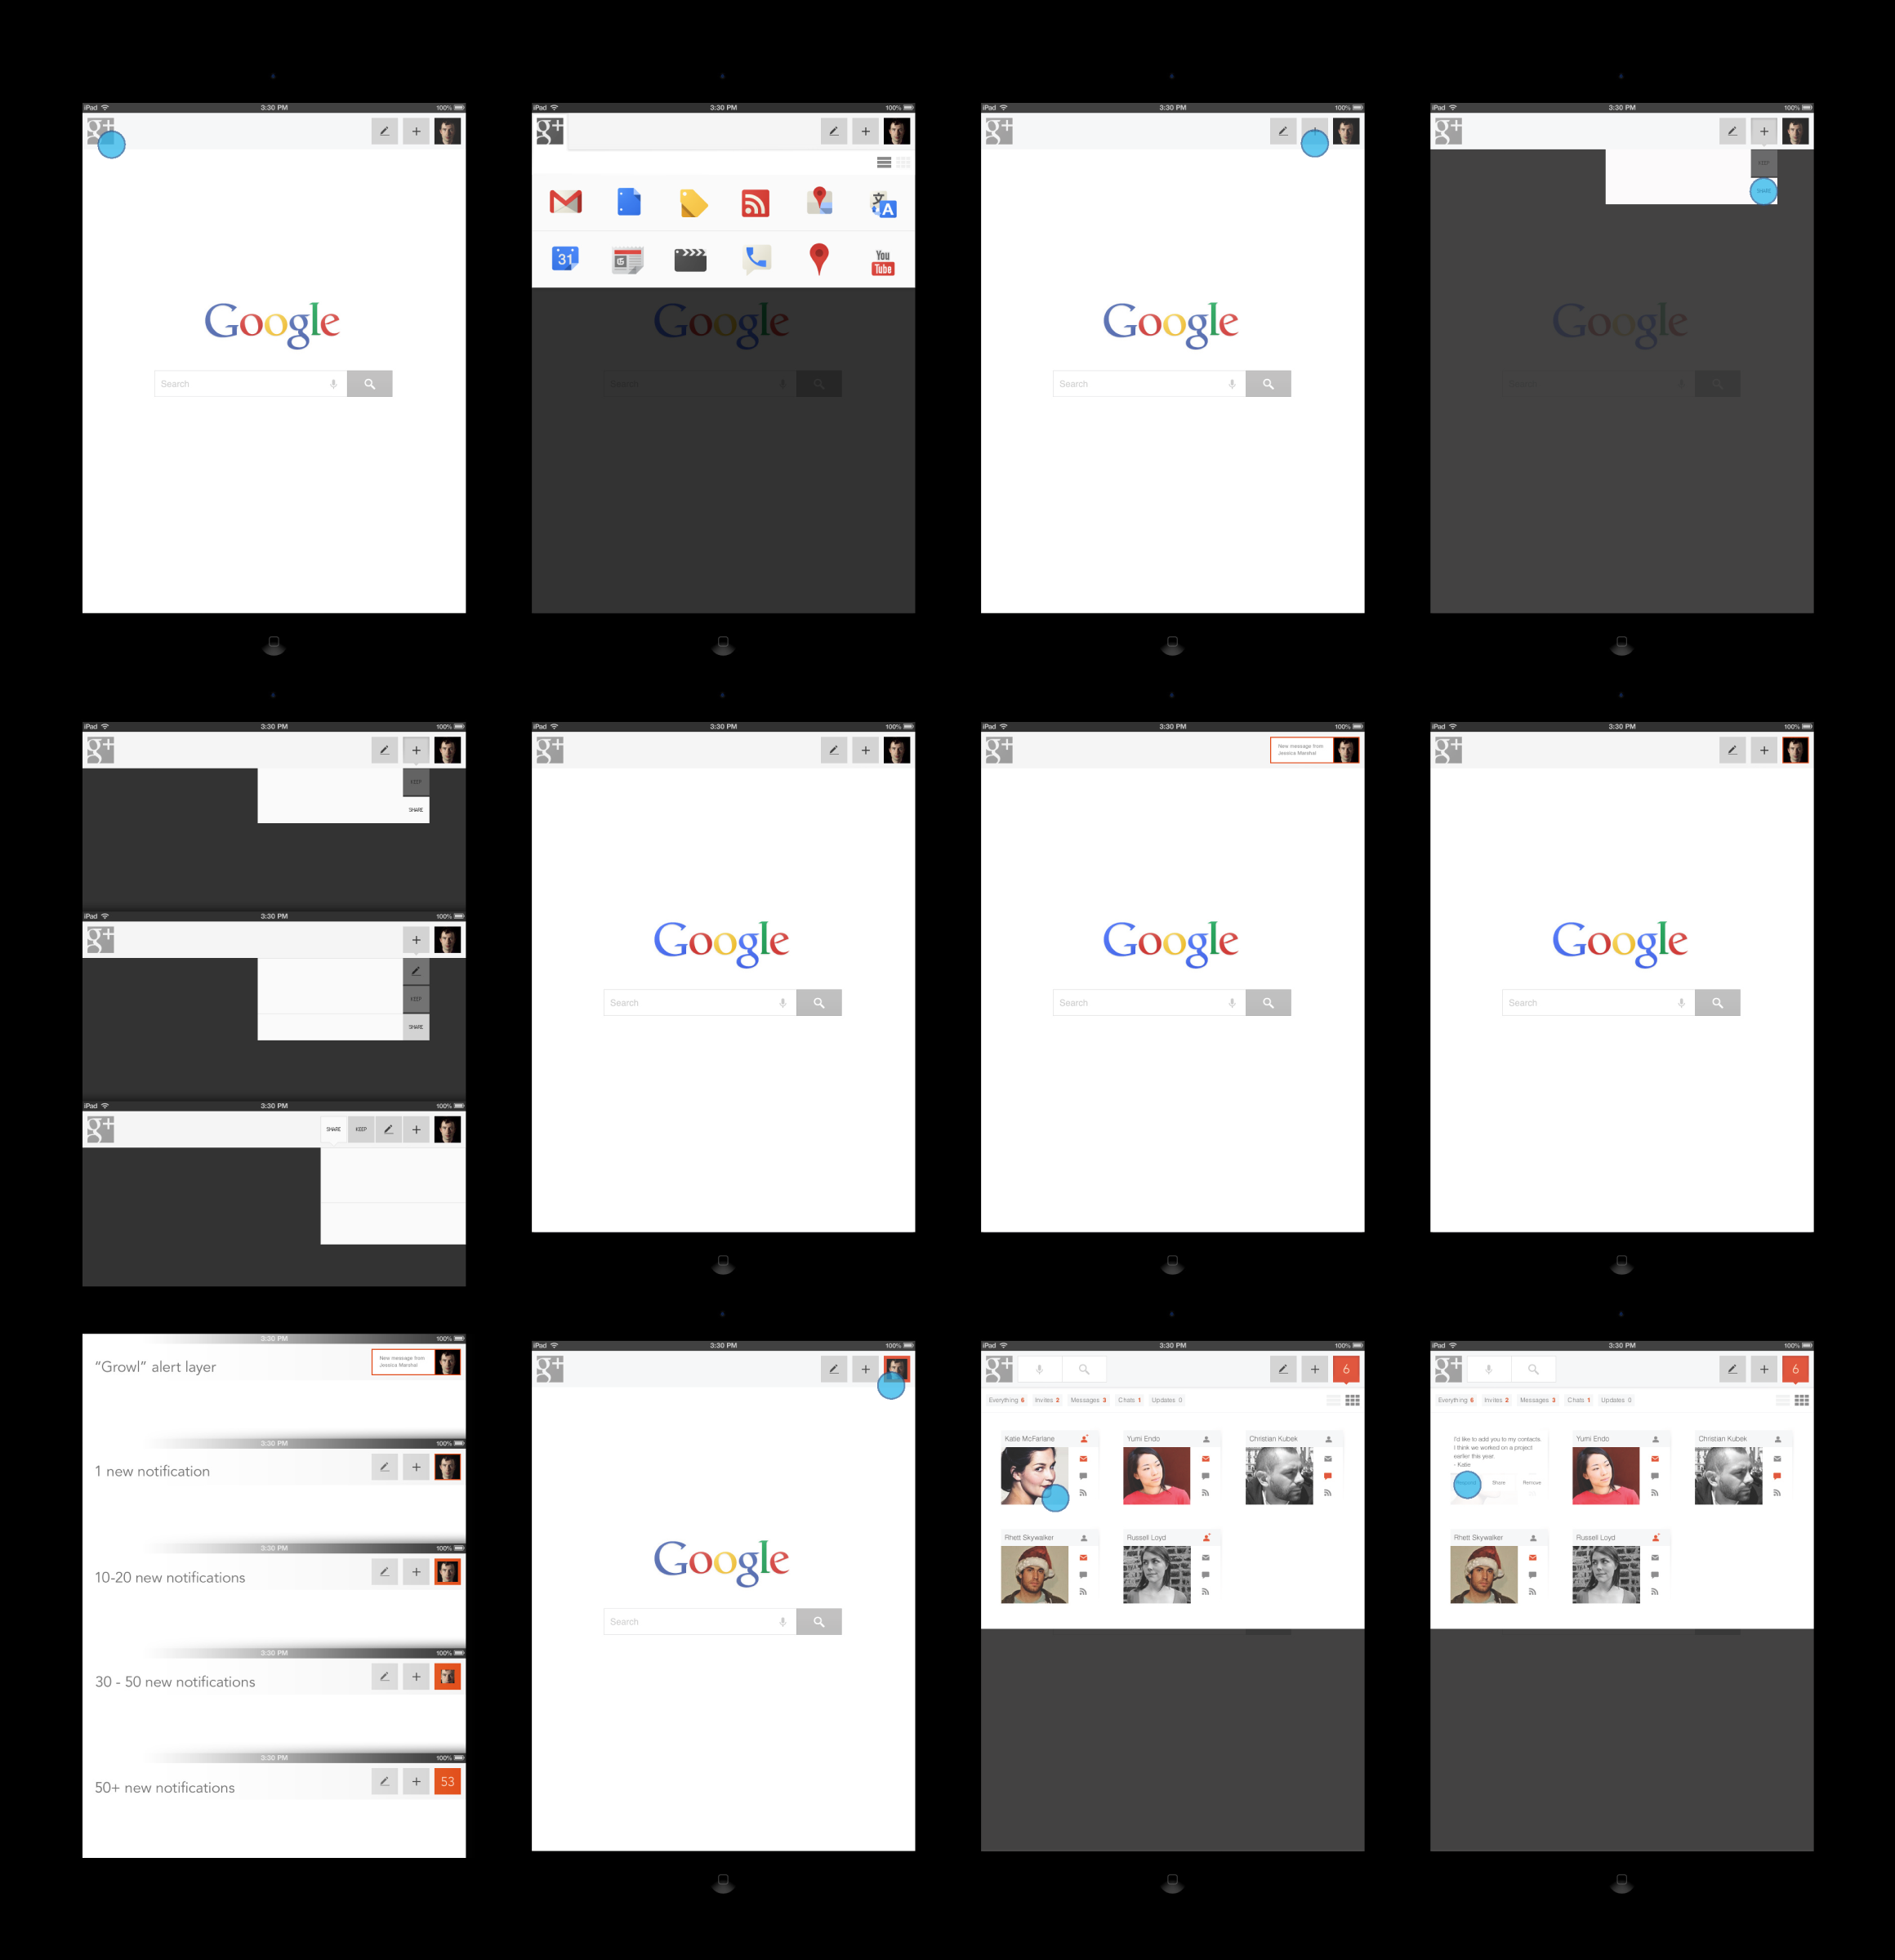 iPad 3:30 PM 100%
g+
Google
Search
iPad 3:30 PM 100%
g+
31
文 A
G
You
Tube
Google
Search
iPad 3:30 PM 100%
g+
Google
Search
iPad 3:30 PM 100%
g+
KEEP
SHARE
Google
iPad 3:30 PM 100%
g+
KEEP
SHARE
iPad 3:30 PM 100%
g+
KEEP
SHARE
iPad 3:30 PM 100%
g+
SHARE KEEP
iPad 3:30 PM 100%
g+
Google
Search
iPad 3:30 PM 100%
g+
New message from
Jessica Marshal
Google
Search
iPad 3:30 PM 100%
g+
Google
Search
3:30 PM 100%
“Growl” alert layer
New message from
Jessica Marshal
3:30 PM 100%
1 new notification
3:30 PM 100%
10-20 new notifications
3:30 PM 100%
30 - 50 new notifications
3:30 PM 100%
50+ new notifications
53
iPad 3:30 PM 100%
g+
Google
Search
iPad 3:30 PM 100%
g+
6
Everything 6 Invites 2 Messages 3 Chats 1 Updates 0
Katie McFarlane Yumi Endo Christian Kubek
Rhett Skywalker Russell Loyd
iPad 3:30 PM 100%
g+
6
Everything 6 Invites 2 Messages 3 Chats 1 Updates 0
I'd like to add you to my contacts.
I think we worked on a project
earlier this year.
- Katie
Share Remove
Yumi Endo Christian Kubek
Rhett Skywalker Russell Loyd